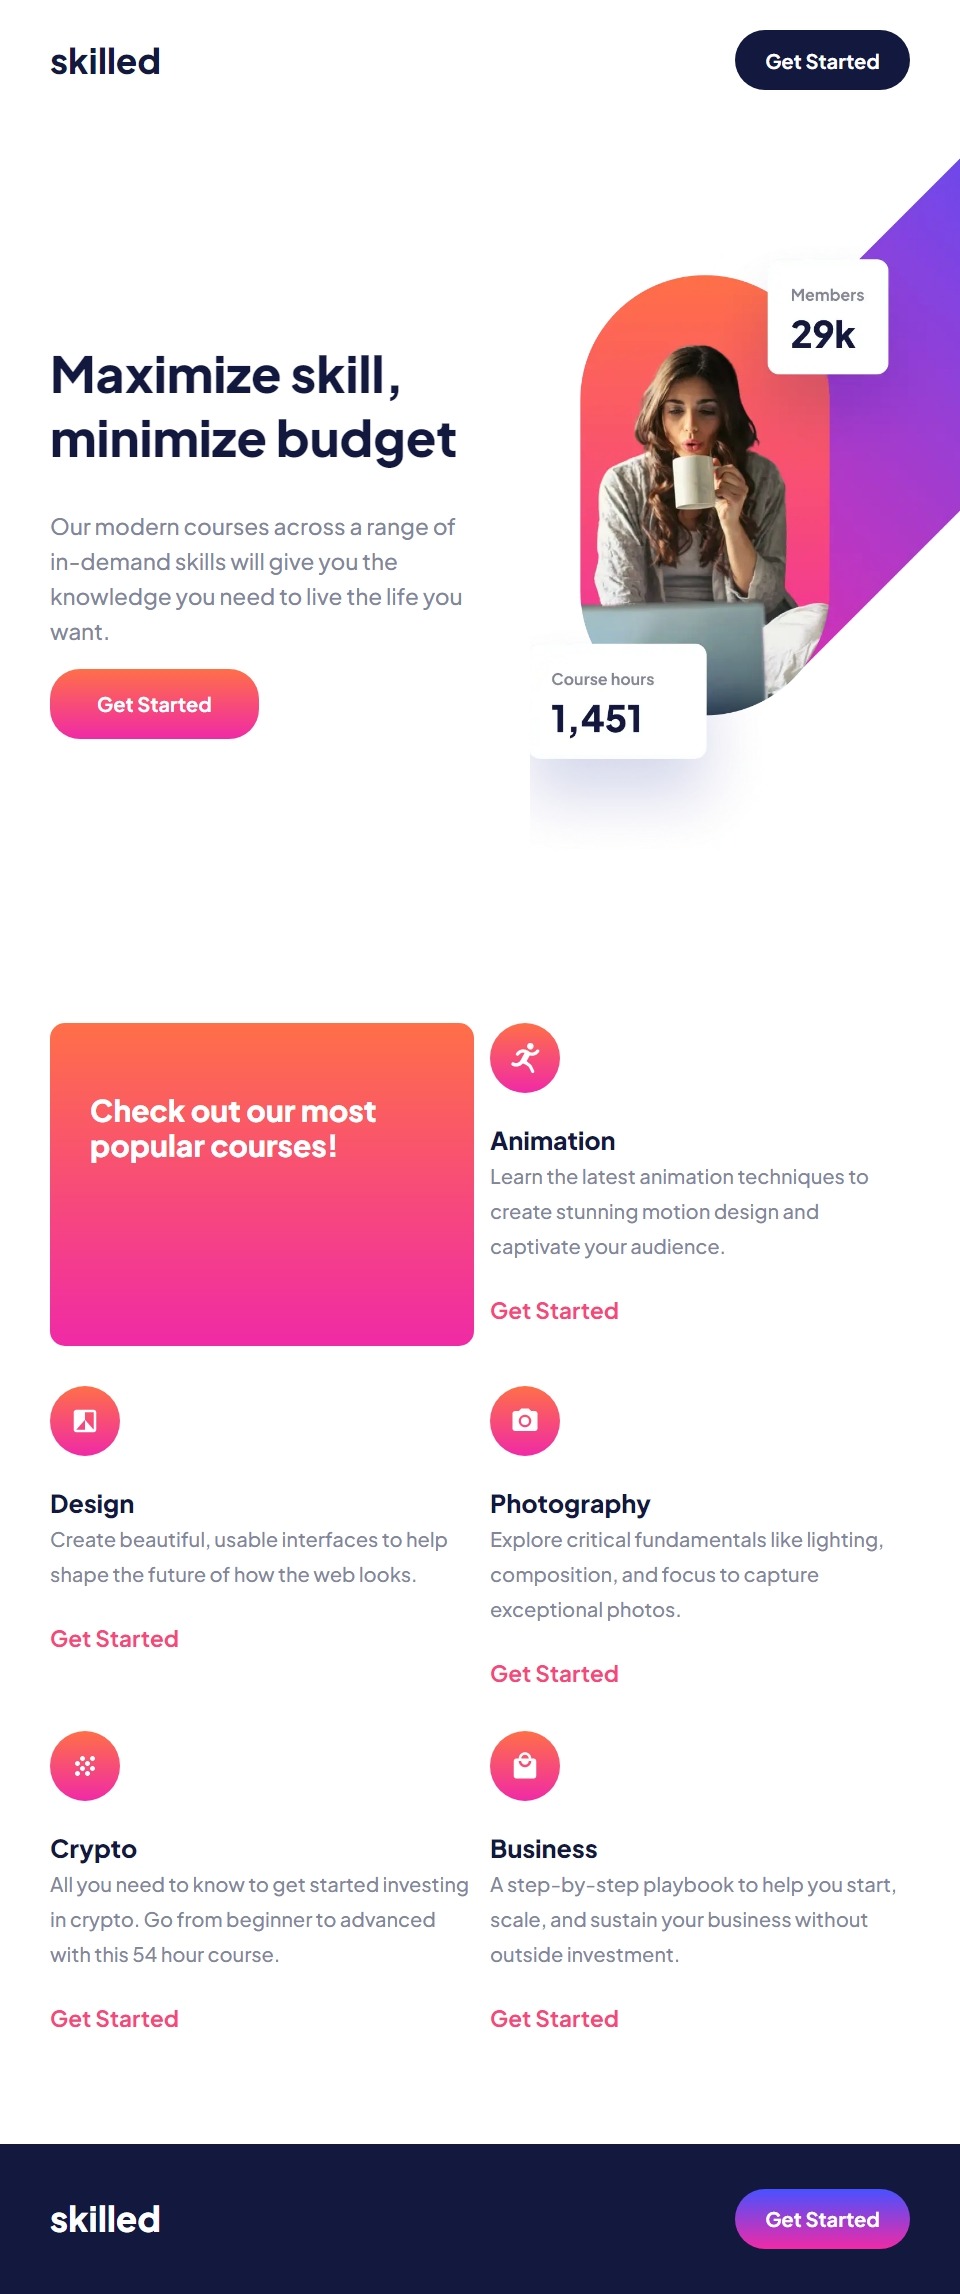 skilled
Get Started
Maximize skill,
minimize budget
Our modern courses across a range of
in-demand skills will give you the
knowledge you need to live the life you
want.
Get Started
Members
29k
Course hours
1,451
Check out our most
popular courses!
Animation
Learn the latest animation techniques to
create stunning motion design and
captivate your audience.
Get Started
Design
Create beautiful, usable interfaces to help
shape the future of how the web looks.
Get Started
Photography
Explore critical fundamentals like lighting,
composition, and focus to capture
exceptional photos.
Get Started
Crypto
All you need to know to get started investing
in crypto. Go from beginner to advanced
with this 54 hour course.
Get Started
Business
A step-by-step playbook to help you start,
scale, and sustain your business without
outside investment.
Get Started
skilled
Get Started